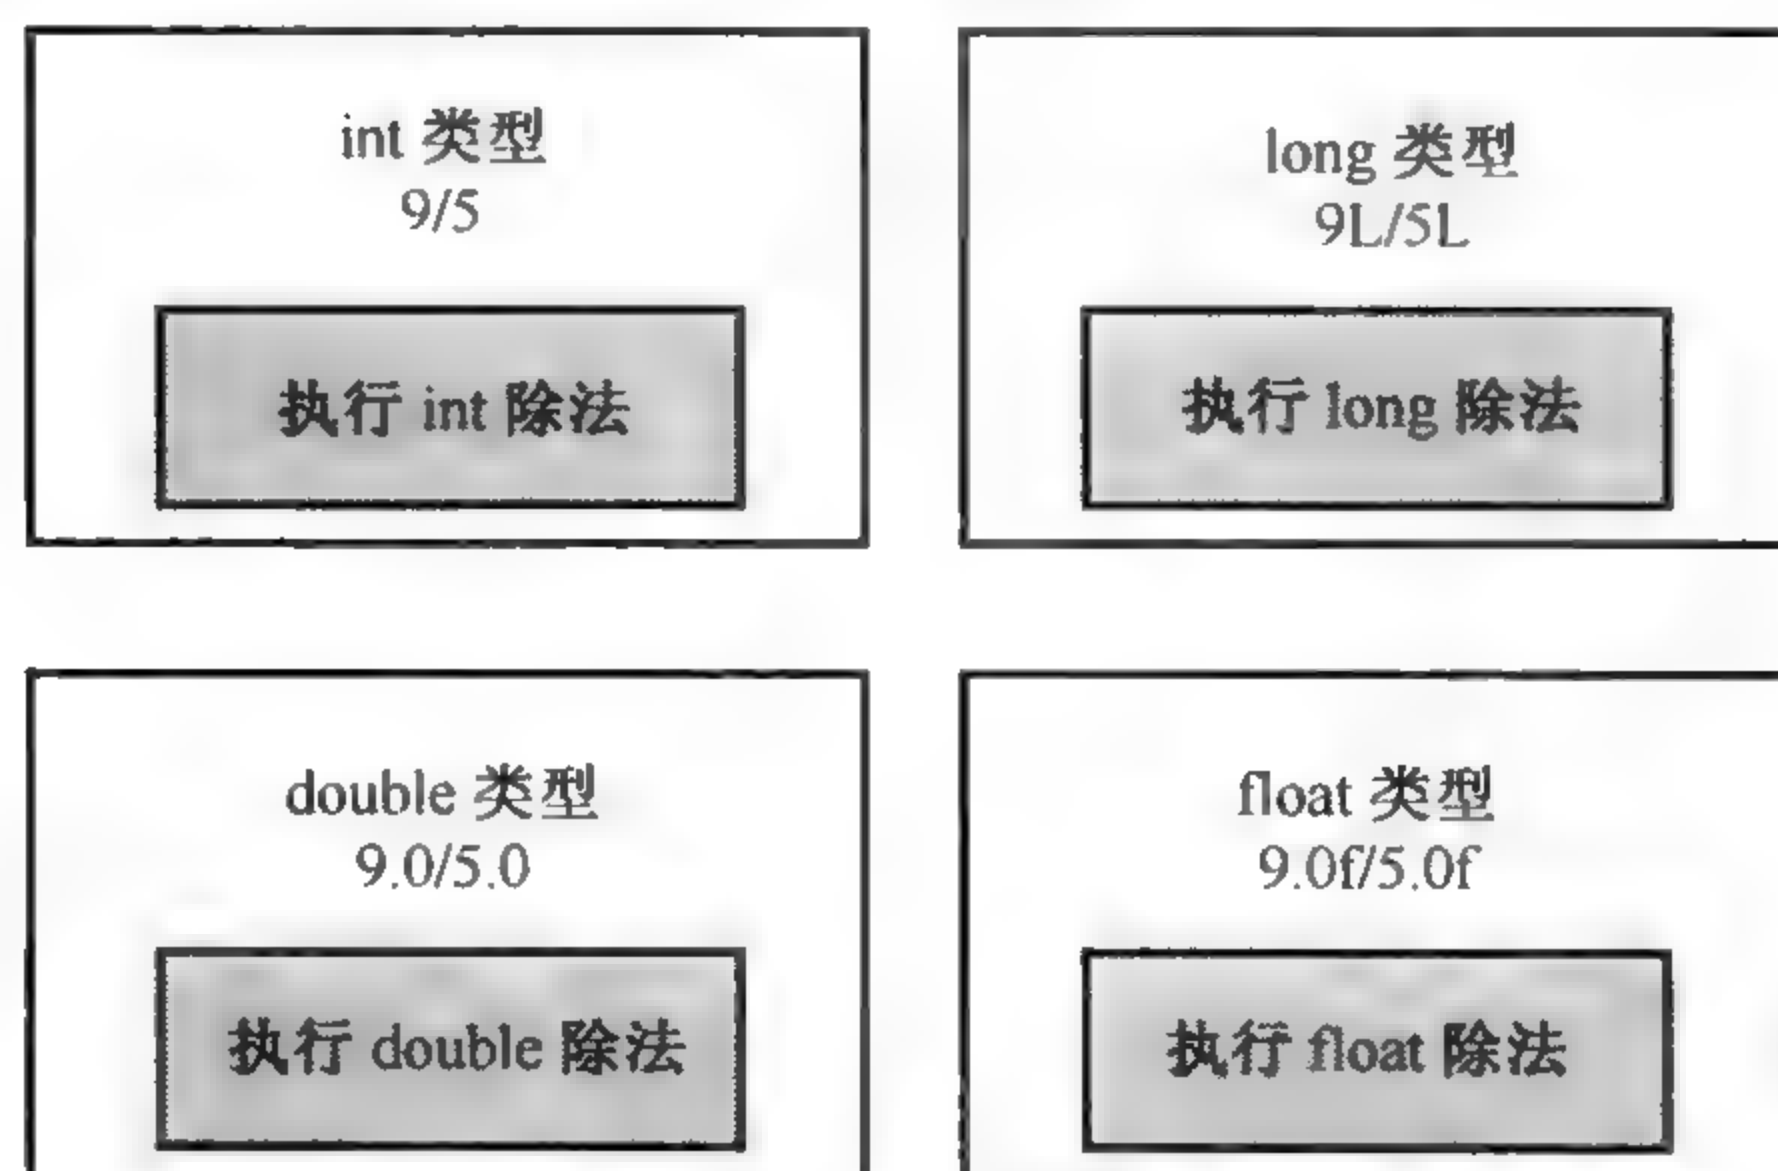 int 类型
9/5
执行 int 除法
long 类型
9L/5L
执行 long 除法
double 类型
9.0/5.0
执行 double 除法
float 类型
9.0f/5.0f
执行 float 除法